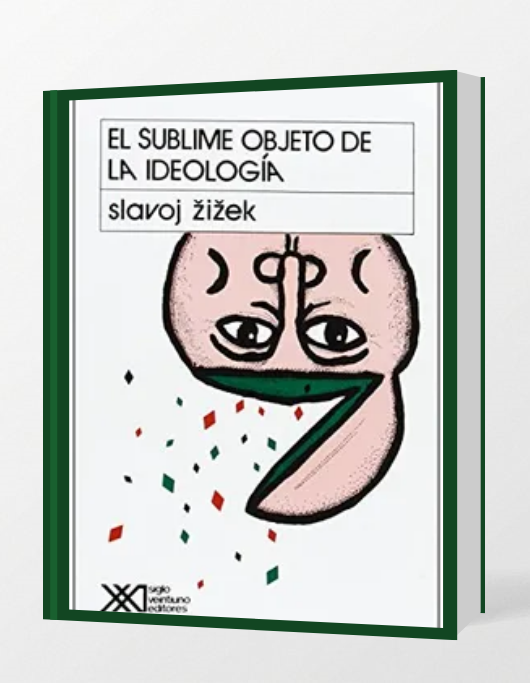 EL SUBLIME OBJETO DE
LA IDEOLOGÍA
slavoj žižek
siglo
veintiuno
editores